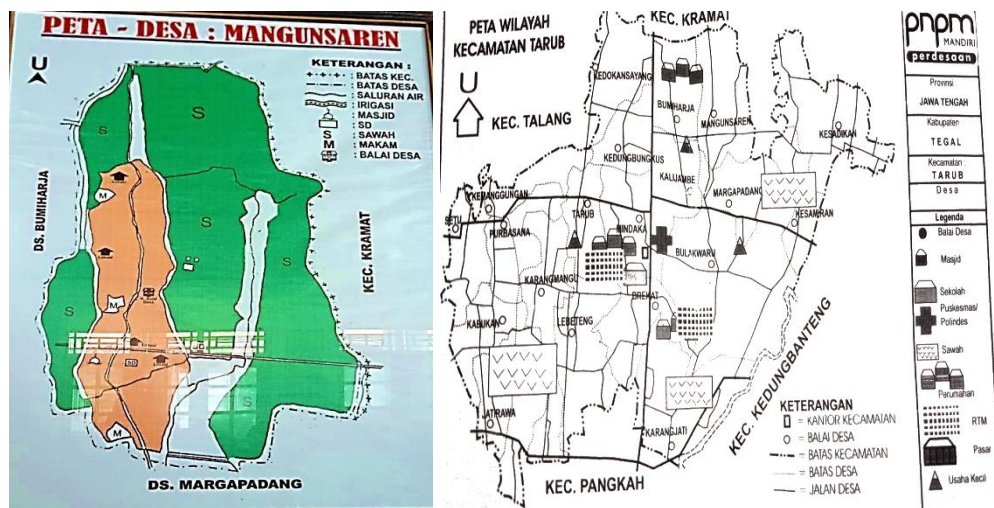 PETA - DESA : MANGUNSAREN
U
KETERANGAN :
: BATAS KEC.
: BATAS DESA
: SALURAN AIR
: IRIGASI
: MASJID
: SD
S : SAWAH
M : MAKAM
: BALAI DESA
S
S
M
S
S
S
M
S
SD
S
M
DS. BUMIHARJA
KEC. KRAMAT
DS. MARGAPADANG
PETA WILAYAH
KECAMATAN TARUB
U
KEC. TALANG
KEC. KRAMAT
KEDOKANSAYANG
BUMIHARJA
MANGUNSAREN
KESADIKAN
KEDUNGBUNGKUS
KALIJAMBE
MARGAPADANG
KEMANGGUNGAN
SETU
PURBASANA
TARUB
MINDAKA
KESAMIRAN
BULAKWARU
KARANGMANGU
BREKAT
KABUKAN
LEBETENG
JATIRAWA
KARANGJATI
KEC. KEDUNGBANTENG
KEC. PANGKAH
KETERANGAN
= KANTOR KECAMATAN
= BALAI DESA
= BATAS KECAMATAN
= BATAS DESA
= JALAN DESA
pnpm
MANDIRI
perdesaan
Provinsi
JAWA TENGAH
Kabupaten
TEGAL
Kecamatan
TARUB
Desa
Legenda
Balai Desa
Masjid
Sekolah
Puskesmas/
Polindes
Sawah
Perumahan
RTM
Pasar
Usaha Kecil